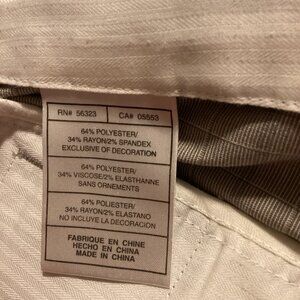 RN# 56323 CA# 05553
64% POLYESTER/
34% RAYON/2% SPANDEX
EXCLUSIVE OF DECORATION
64% POLYESTER/
34% VISCOSE/2% ELASTHANNE
SANS ORNEMENTS
64% POLIESTER/
34% RAYON/2% ELASTANO
NO INCLUYE LA DECORACION
FABRIQUE EN CHINE
HECHO EN CHINA
MADE IN CHINA